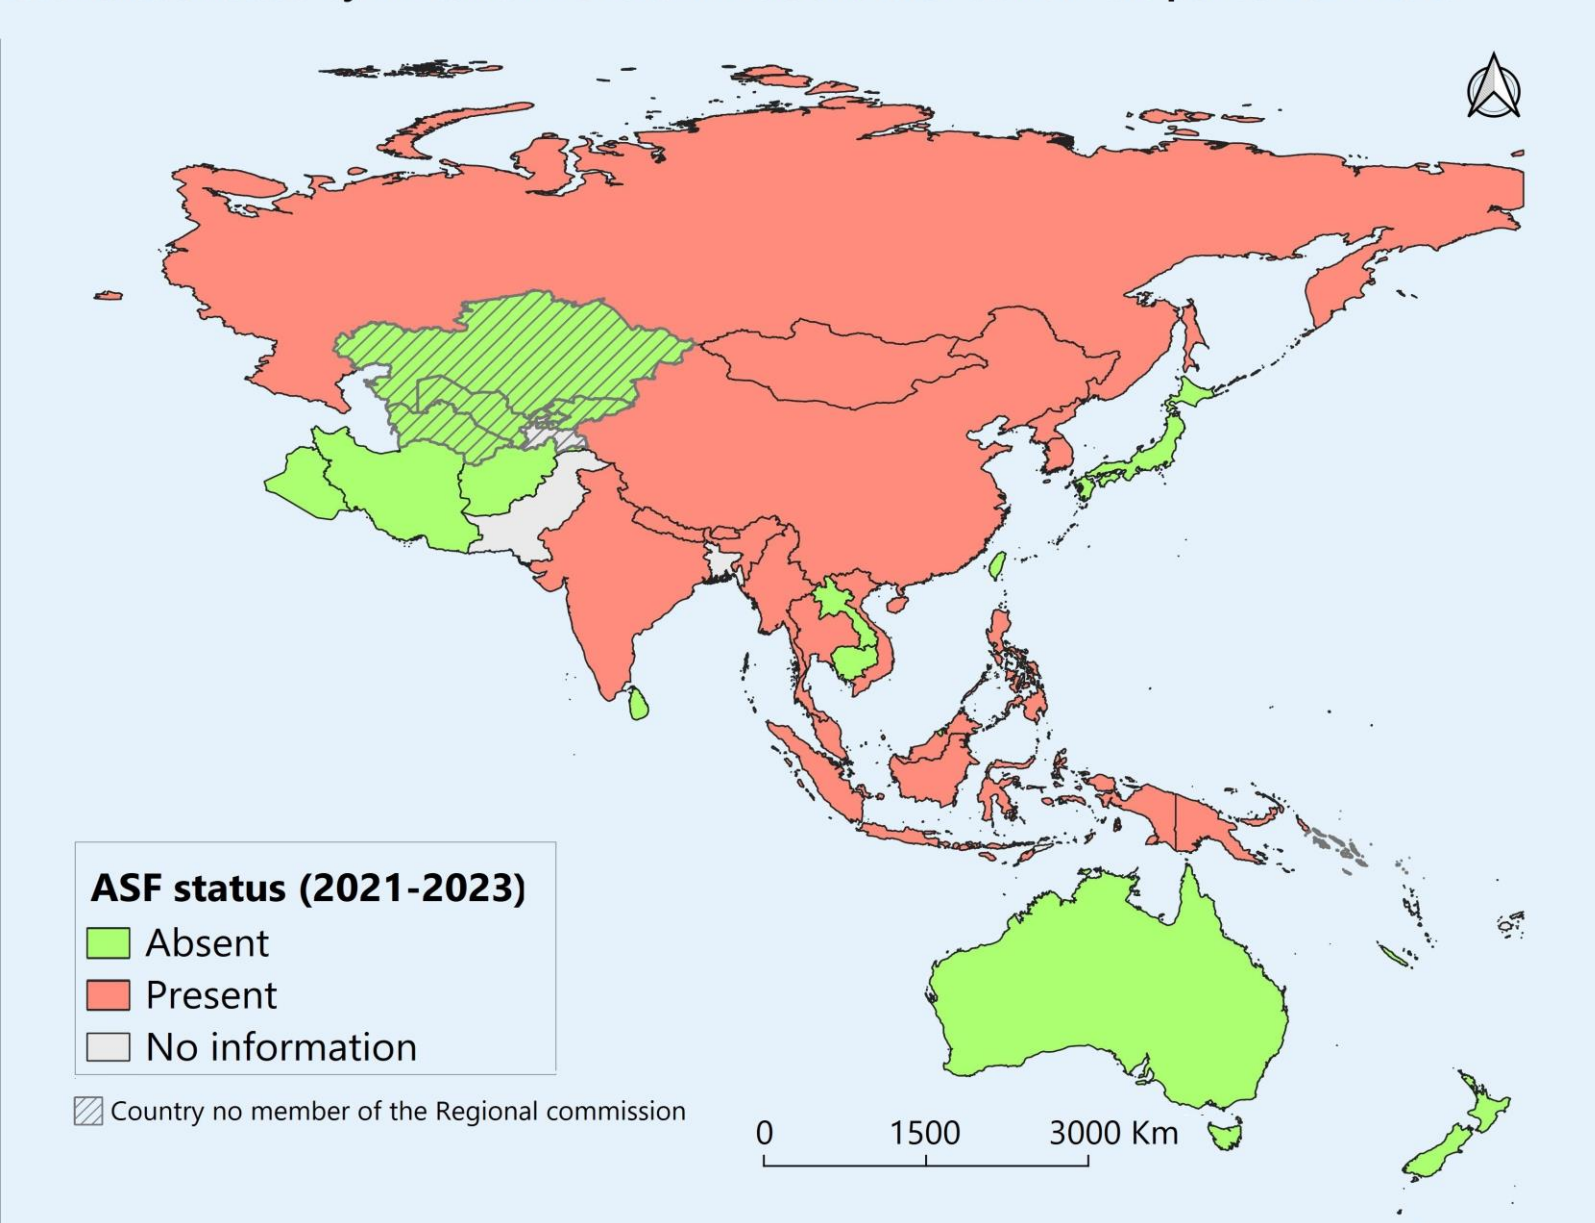 ASF status (2021-2023)
Absent
Present
No information
Country no member of the Regional commission
0 1500 3000 Km